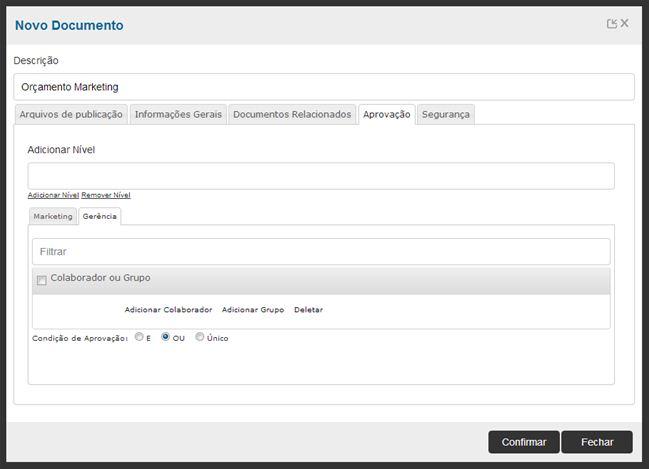 Novo Documento
Descrição
Orçamento Marketing
Arquivos de publicação Informações Gerais Documentos Relacionados Aprovação Segurança
Adicionar Nível
Adicionar Nível Remover Nível
Marketing Gerência
Filtrar
Colaborador ou Grupo
Adicionar Colaborador Adicionar Grupo Deletar
Condição de Aprovação: E OU Único
Confirmar Fechar